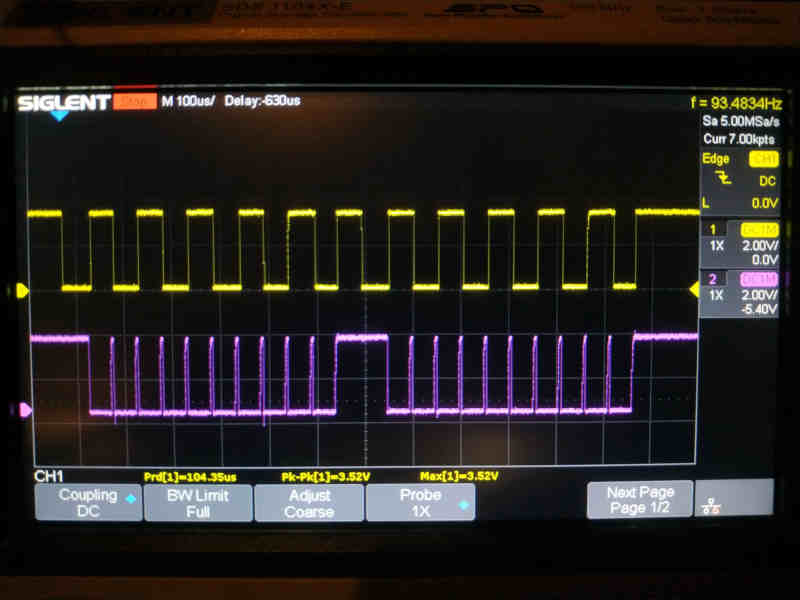 SDS 1104X-E
SPO
SIGLENT Stop M 100us/ Delay:-630us
f = 93.4834Hz
Sa 5.00MSa/s
Curr 7.00kpts
Edge CH1
DC
L 0.0V
1 DC1M
1X 2.00V/
0.0V
2 DC1M
1X 2.00V/
-5.40V
CH1
Prd[1]=104.35us Pk-Pk[1]=3.52V Max[1]=3.52V
Coupling
DC
BW Limit
Full
Adjust
Coarse
Probe
1X
Next Page
Page 1/2